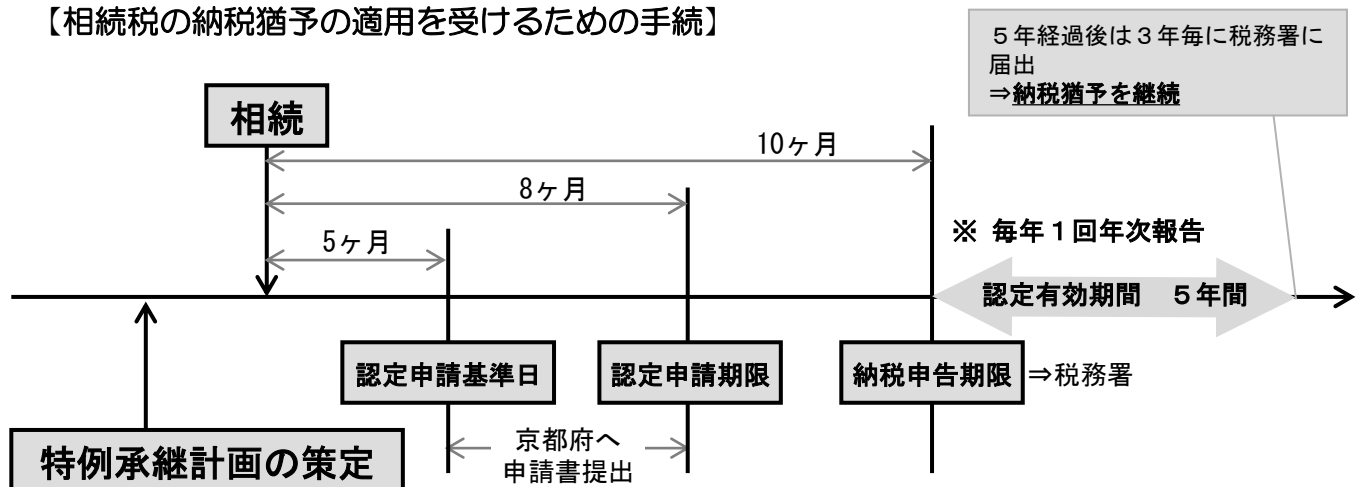 【相続税の納税猶予の適用を受けるための手続】
５年経過後は３年毎に税務署に
届出
⇒納税猶予を継続
相続
10ヶ月
8ヶ月
5ヶ月
※ 毎年１回年次報告
認定有効期間　５年間
認定申請基準日
認定申請期限
納税申告期限
⇒税務署
京都府へ
申請書提出
特例承継計画の策定